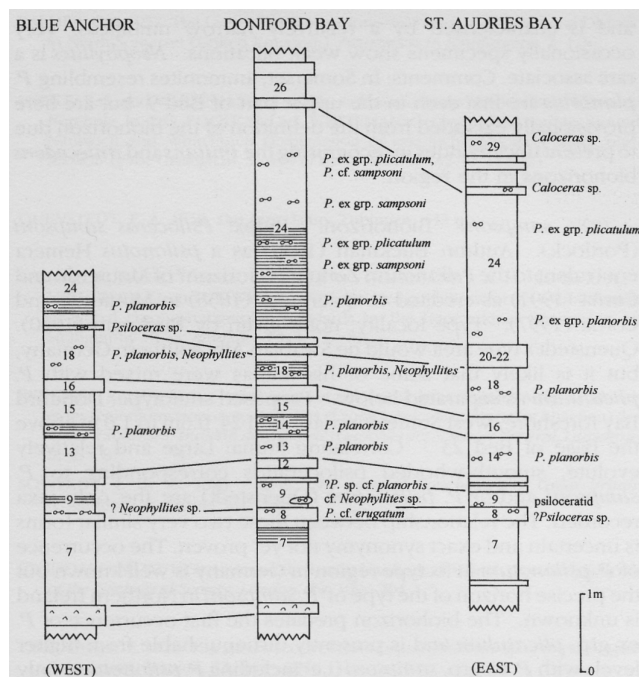 BLUE ANCHOR
DONIFORD BAY
ST. AUDRIES BAY
26
29
Caloceras sp.
P. ex grp. plicatulum,
P. cf. sampsoni
Caloceras sp.
P. ex grp. sampsoni
P. ex grp. plicatulum
24
P. ex grp. plicatulum
P. ex grp. sampsoni
24
24
P. planorbis
P. planorbis
Psiloceras sp.
P. ex grp. planorbis
18
P. planorbis, Neophyllites
18
P. planorbis, Neophyllites
20-22
16
18
P. planorbis
15
15
P. planorbis
14
P. planorbis
16
13
13
P. planorbis
14
P. planorbis
12
?P. sp. cf. planorbis
9
? Neophyllites sp.
9
cf. Neophyllites sp.
9
psiloceratid
8
P. cf. erugatum
8
?Psiloceras sp.
7
7
7
1m
0
(WEST)
(EAST)